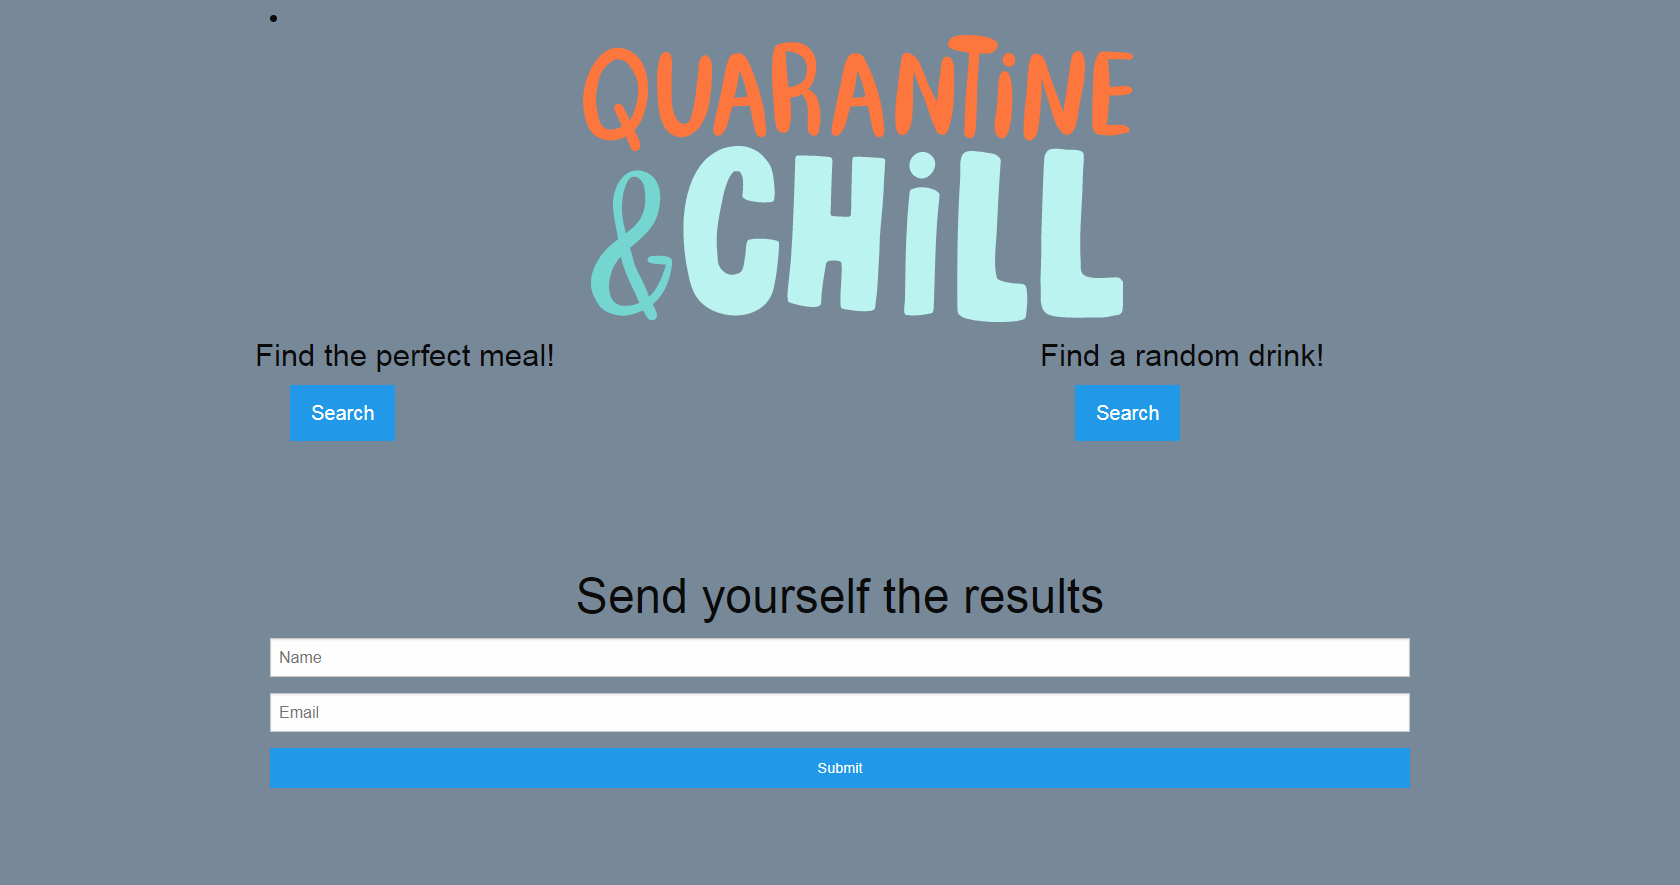 QUARANTINE
& CHILL
Find the perfect meal!
Find a random drink!
Search
Search
Send yourself the results
Name
Email
Submit